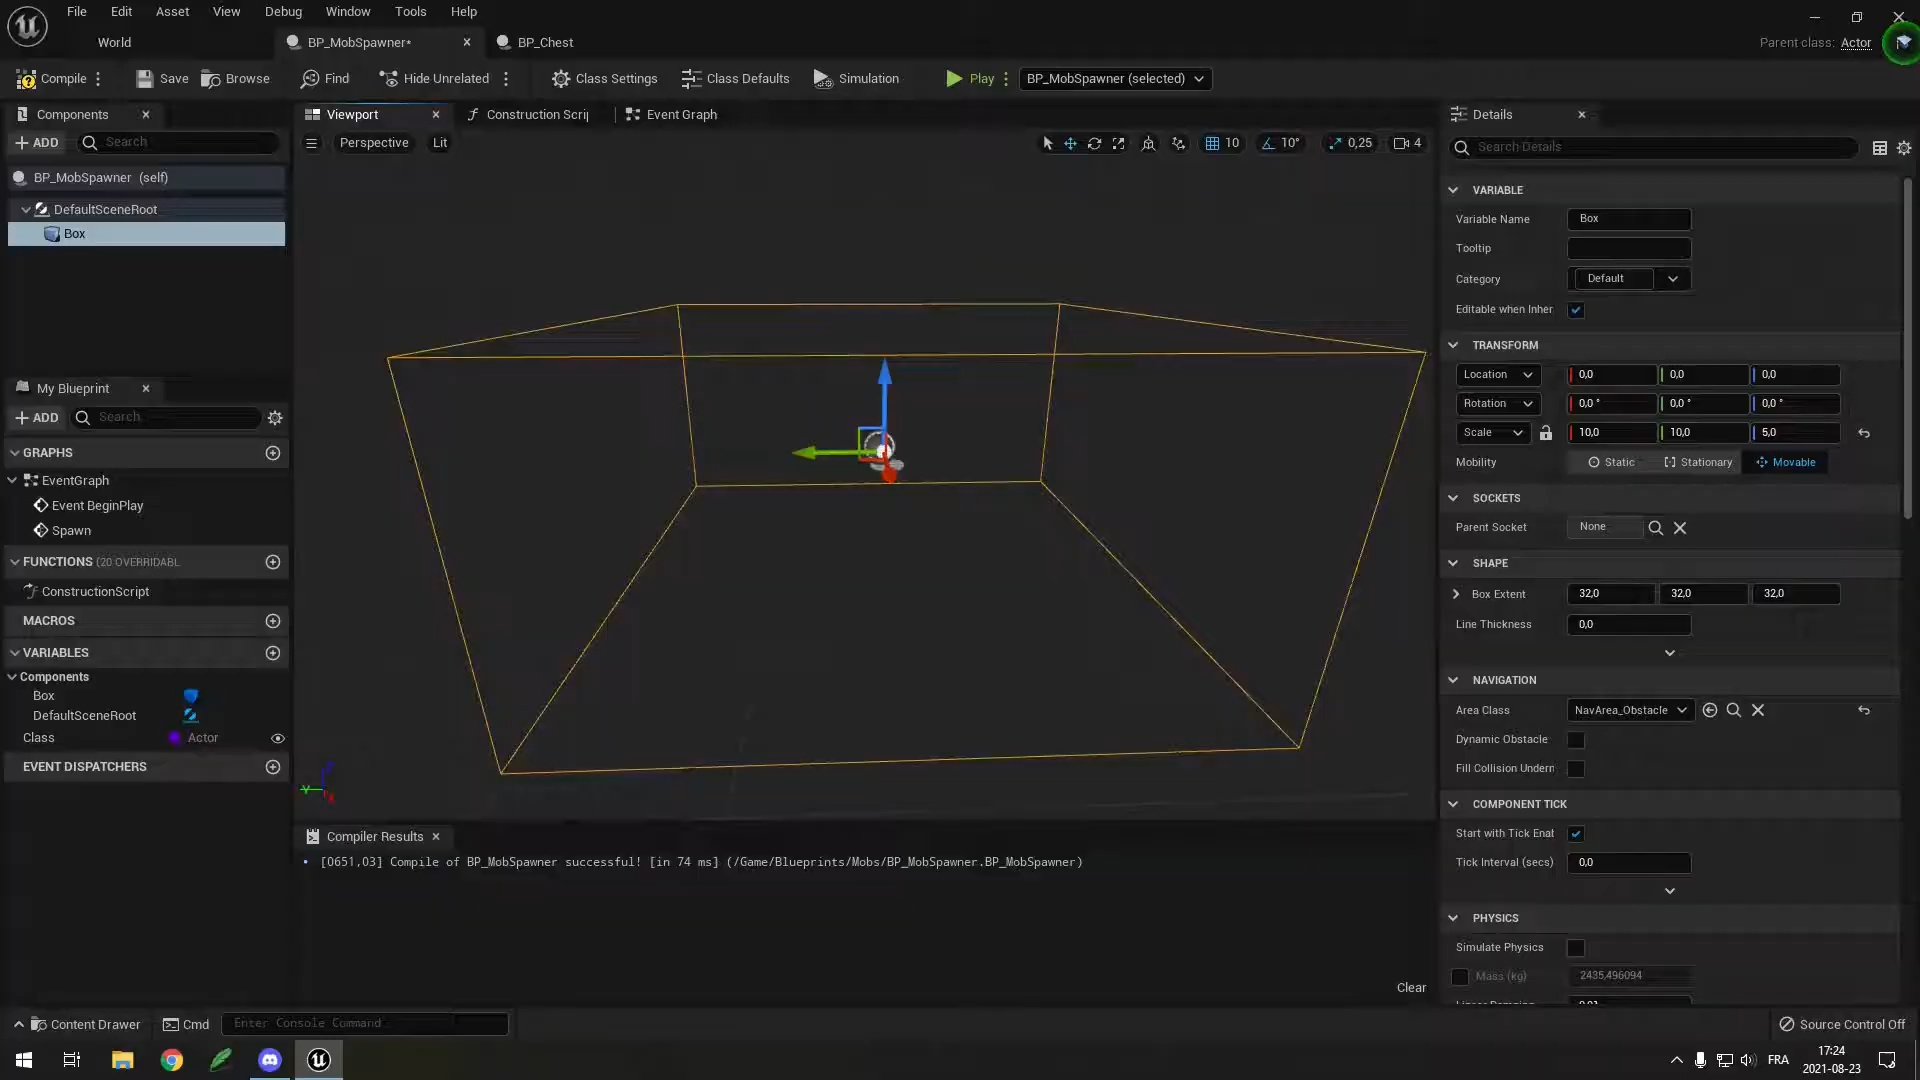 File Edit Asset View Debug Window Tools Help
World BP_MobSpawner* BP_Chest Parent class: Actor
Compile Save Browse Find Hide Unrelated Class Settings Class Defaults Simulation Play BP_MobSpawner (selected)
Components
ADD Search
BP_MobSpawner (self)
DefaultSceneRoot
Box
My Blueprint
ADD Search
GRAPHS
EventGraph
Event BeginPlay
Spawn
FUNCTIONS (20 OVERRIDABL
ConstructionScript
MACROS
VARIABLES
Components
Box
DefaultSceneRoot
Class Actor
EVENT DISPATCHERS
Viewport Construction Scrip Event Graph
Perspective Lit 10 10° 0,25 4
Z
Y X
Compiler Results
[0651,03] Compile of BP_MobSpawner successful! [in 74 ms] (/Game/Blueprints/Mobs/BP_MobSpawner.BP_MobSpawner)
Clear
Details
Search Details
VARIABLE
Variable Name Box
Tooltip
Category Default
Editable when Inher
TRANSFORM
Location 0,0 0,0 0,0
Rotation 0,0 ° 0,0 ° 0,0 °
Scale 10,0 10,0 5,0
Mobility Static Stationary Movable
SOCKETS
Parent Socket None
SHAPE
Box Extent 32,0 32,0 32,0
Line Thickness 0,0
NAVIGATION
Area Class NavArea_Obstacle
Dynamic Obstacle
Fill Collision Undern
COMPONENT TICK
Start with Tick Enat
Tick Interval (secs) 0,0
PHYSICS
Simulate Physics
Mass (kg) 2435,496094
Content Drawer Cmd Enter Console Command Source Control Off
FRA 17:24
2021-08-23